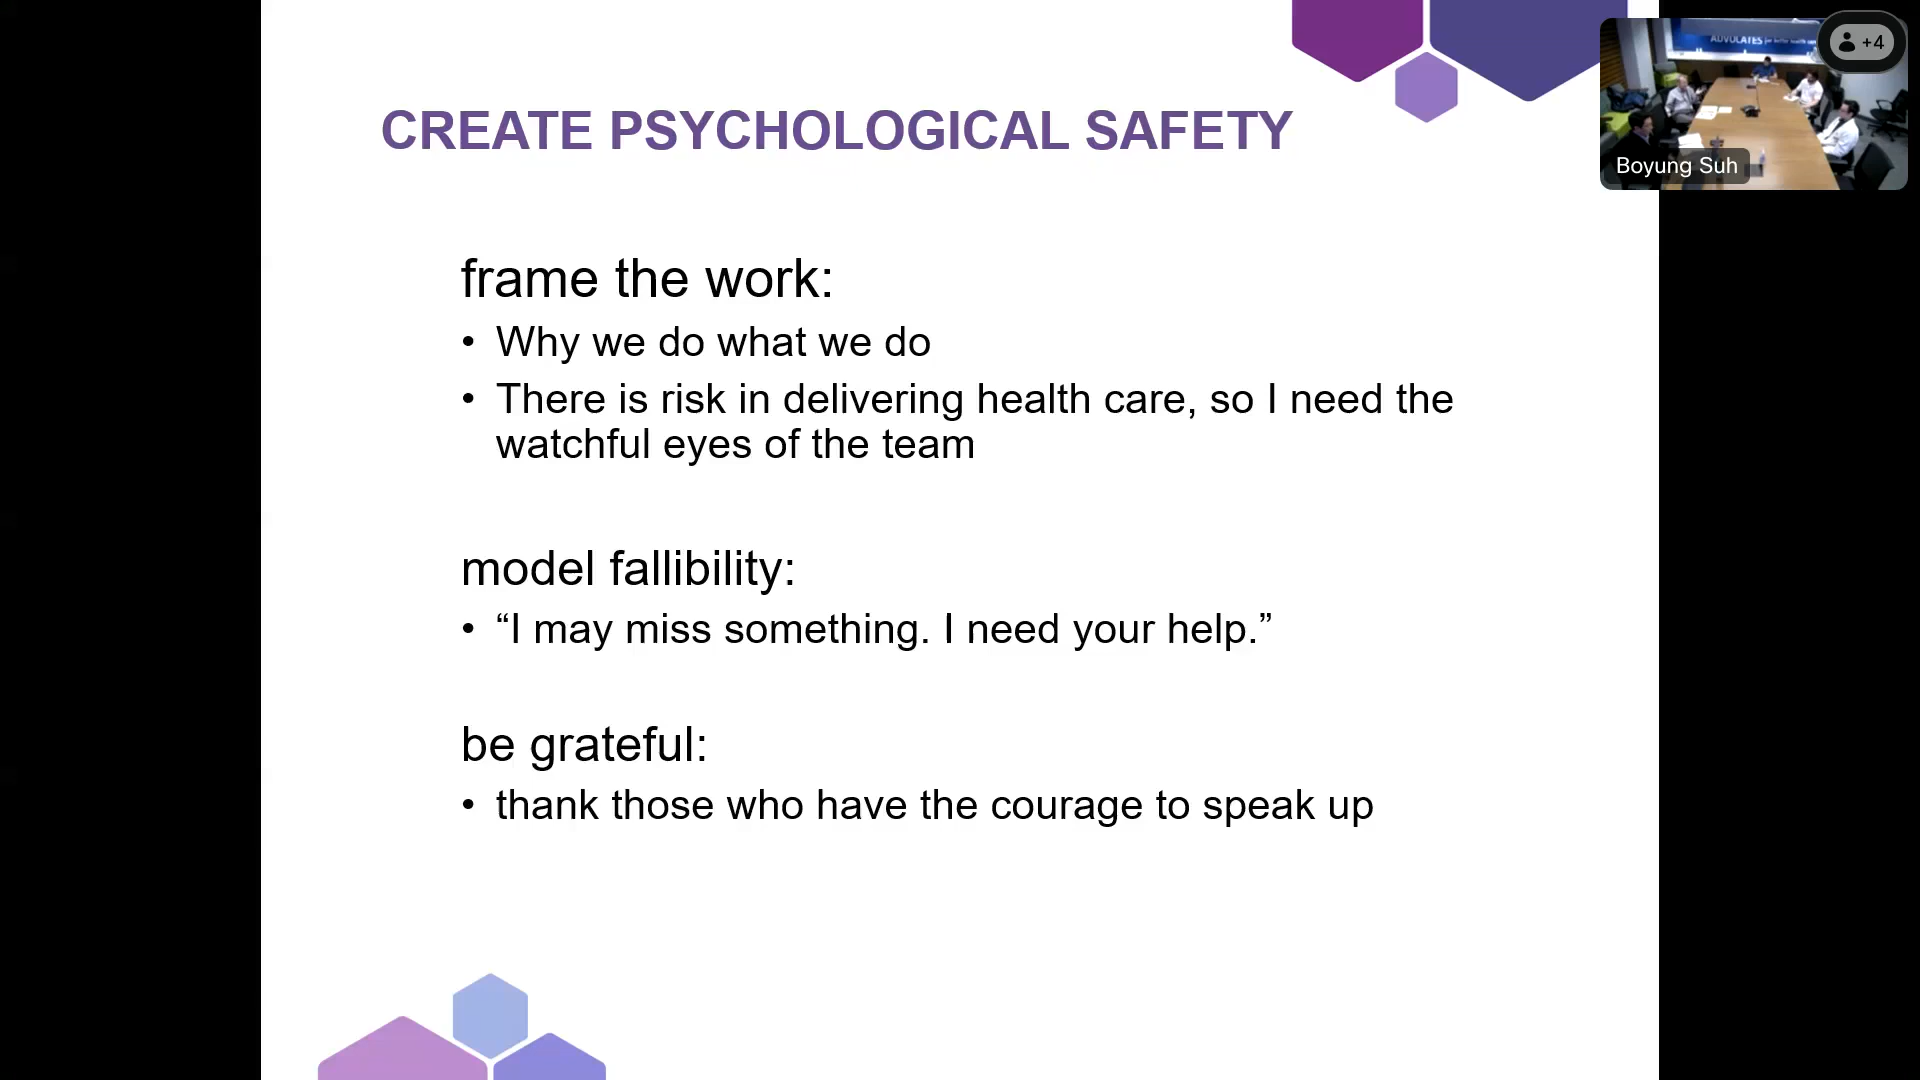 CREATE PSYCHOLOGICAL SAFETY
frame the work:
• Why we do what we do
• There is risk in delivering health care, so I need the
watchful eyes of the team
model fallibility:
• “I may miss something. I need your help.”
be grateful:
• thank those who have the courage to speak up
ADVOLATES
+4
Boyung Suh